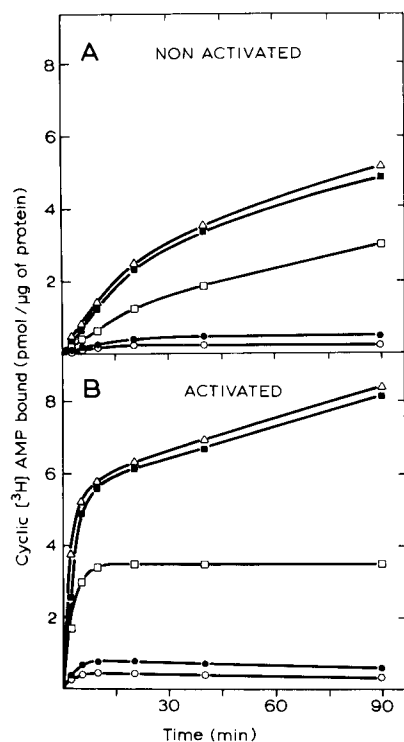 A
NON ACTIVATED
8
6
4
2
B
ACTIVATED
8
6
4
2
30
60
90
Time (min)
Cyclic [³H] AMP bound (pmol/µg of protein)